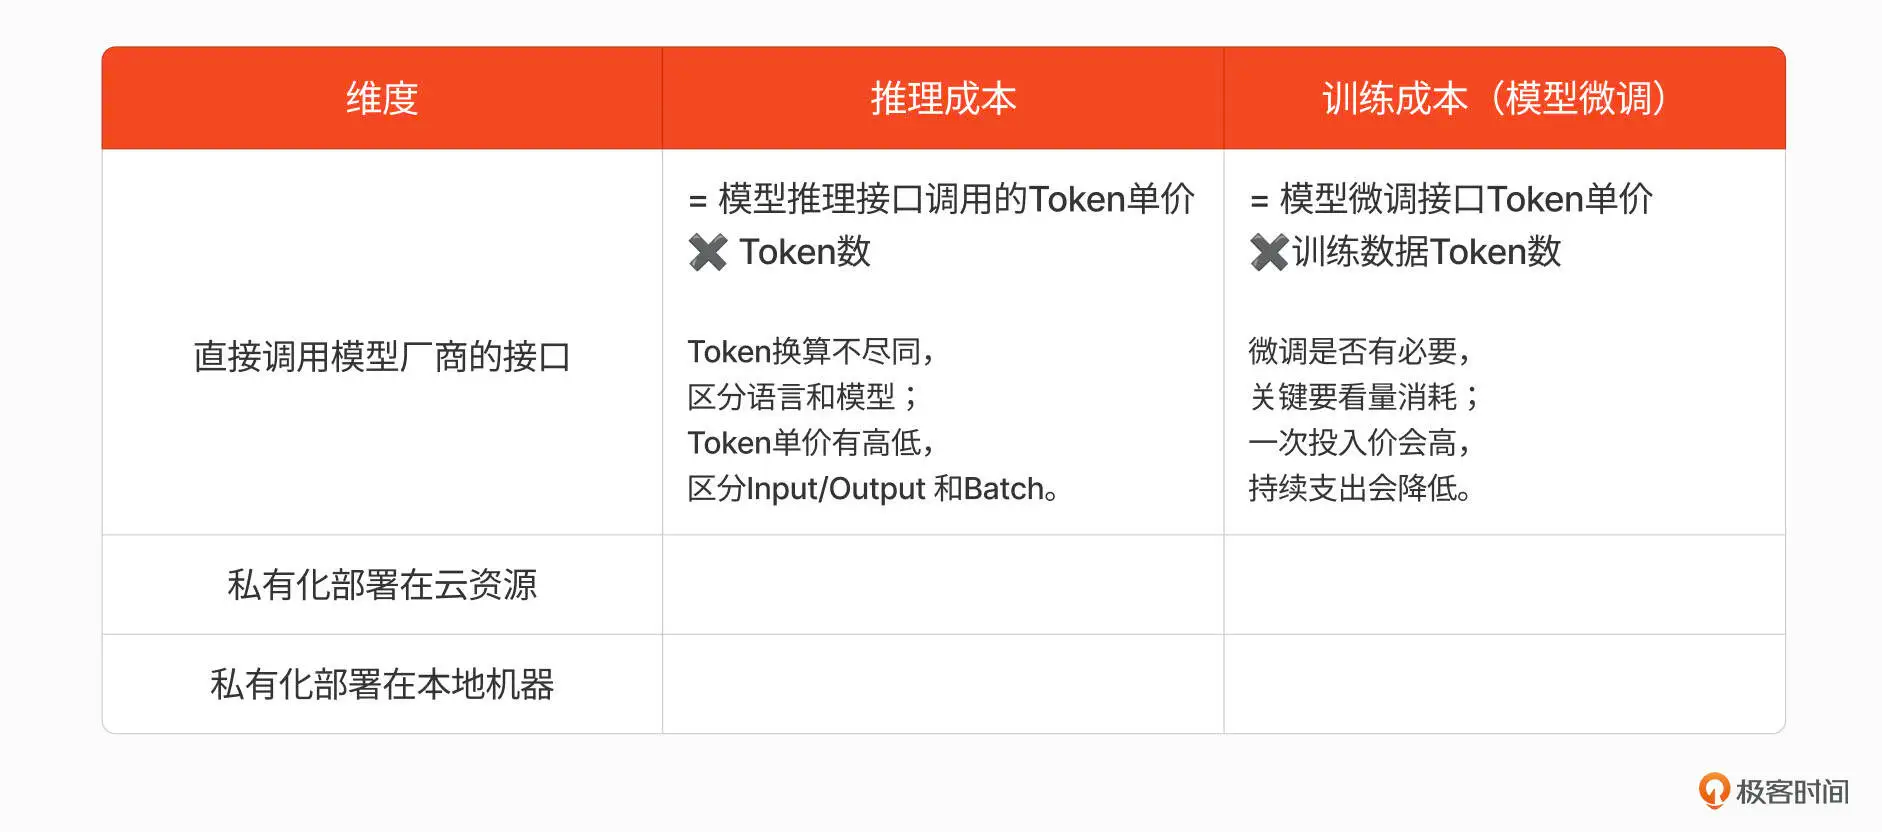 维度
推理成本
训练成本（模型微调）
直接调用模型厂商的接口
= 模型推理接口调用的Token单价
✖ Token数
Token换算不尽同，
区分语言和模型；
Token单价有高低，
区分Input/Output 和Batch。
= 模型微调接口Token单价
✖训练数据Token数
微调是否有必要，
关键要看量消耗；
一次投入价会高，
持续支出会降低。
私有化部署在云资源
私有化部署在本地机器
极客时间